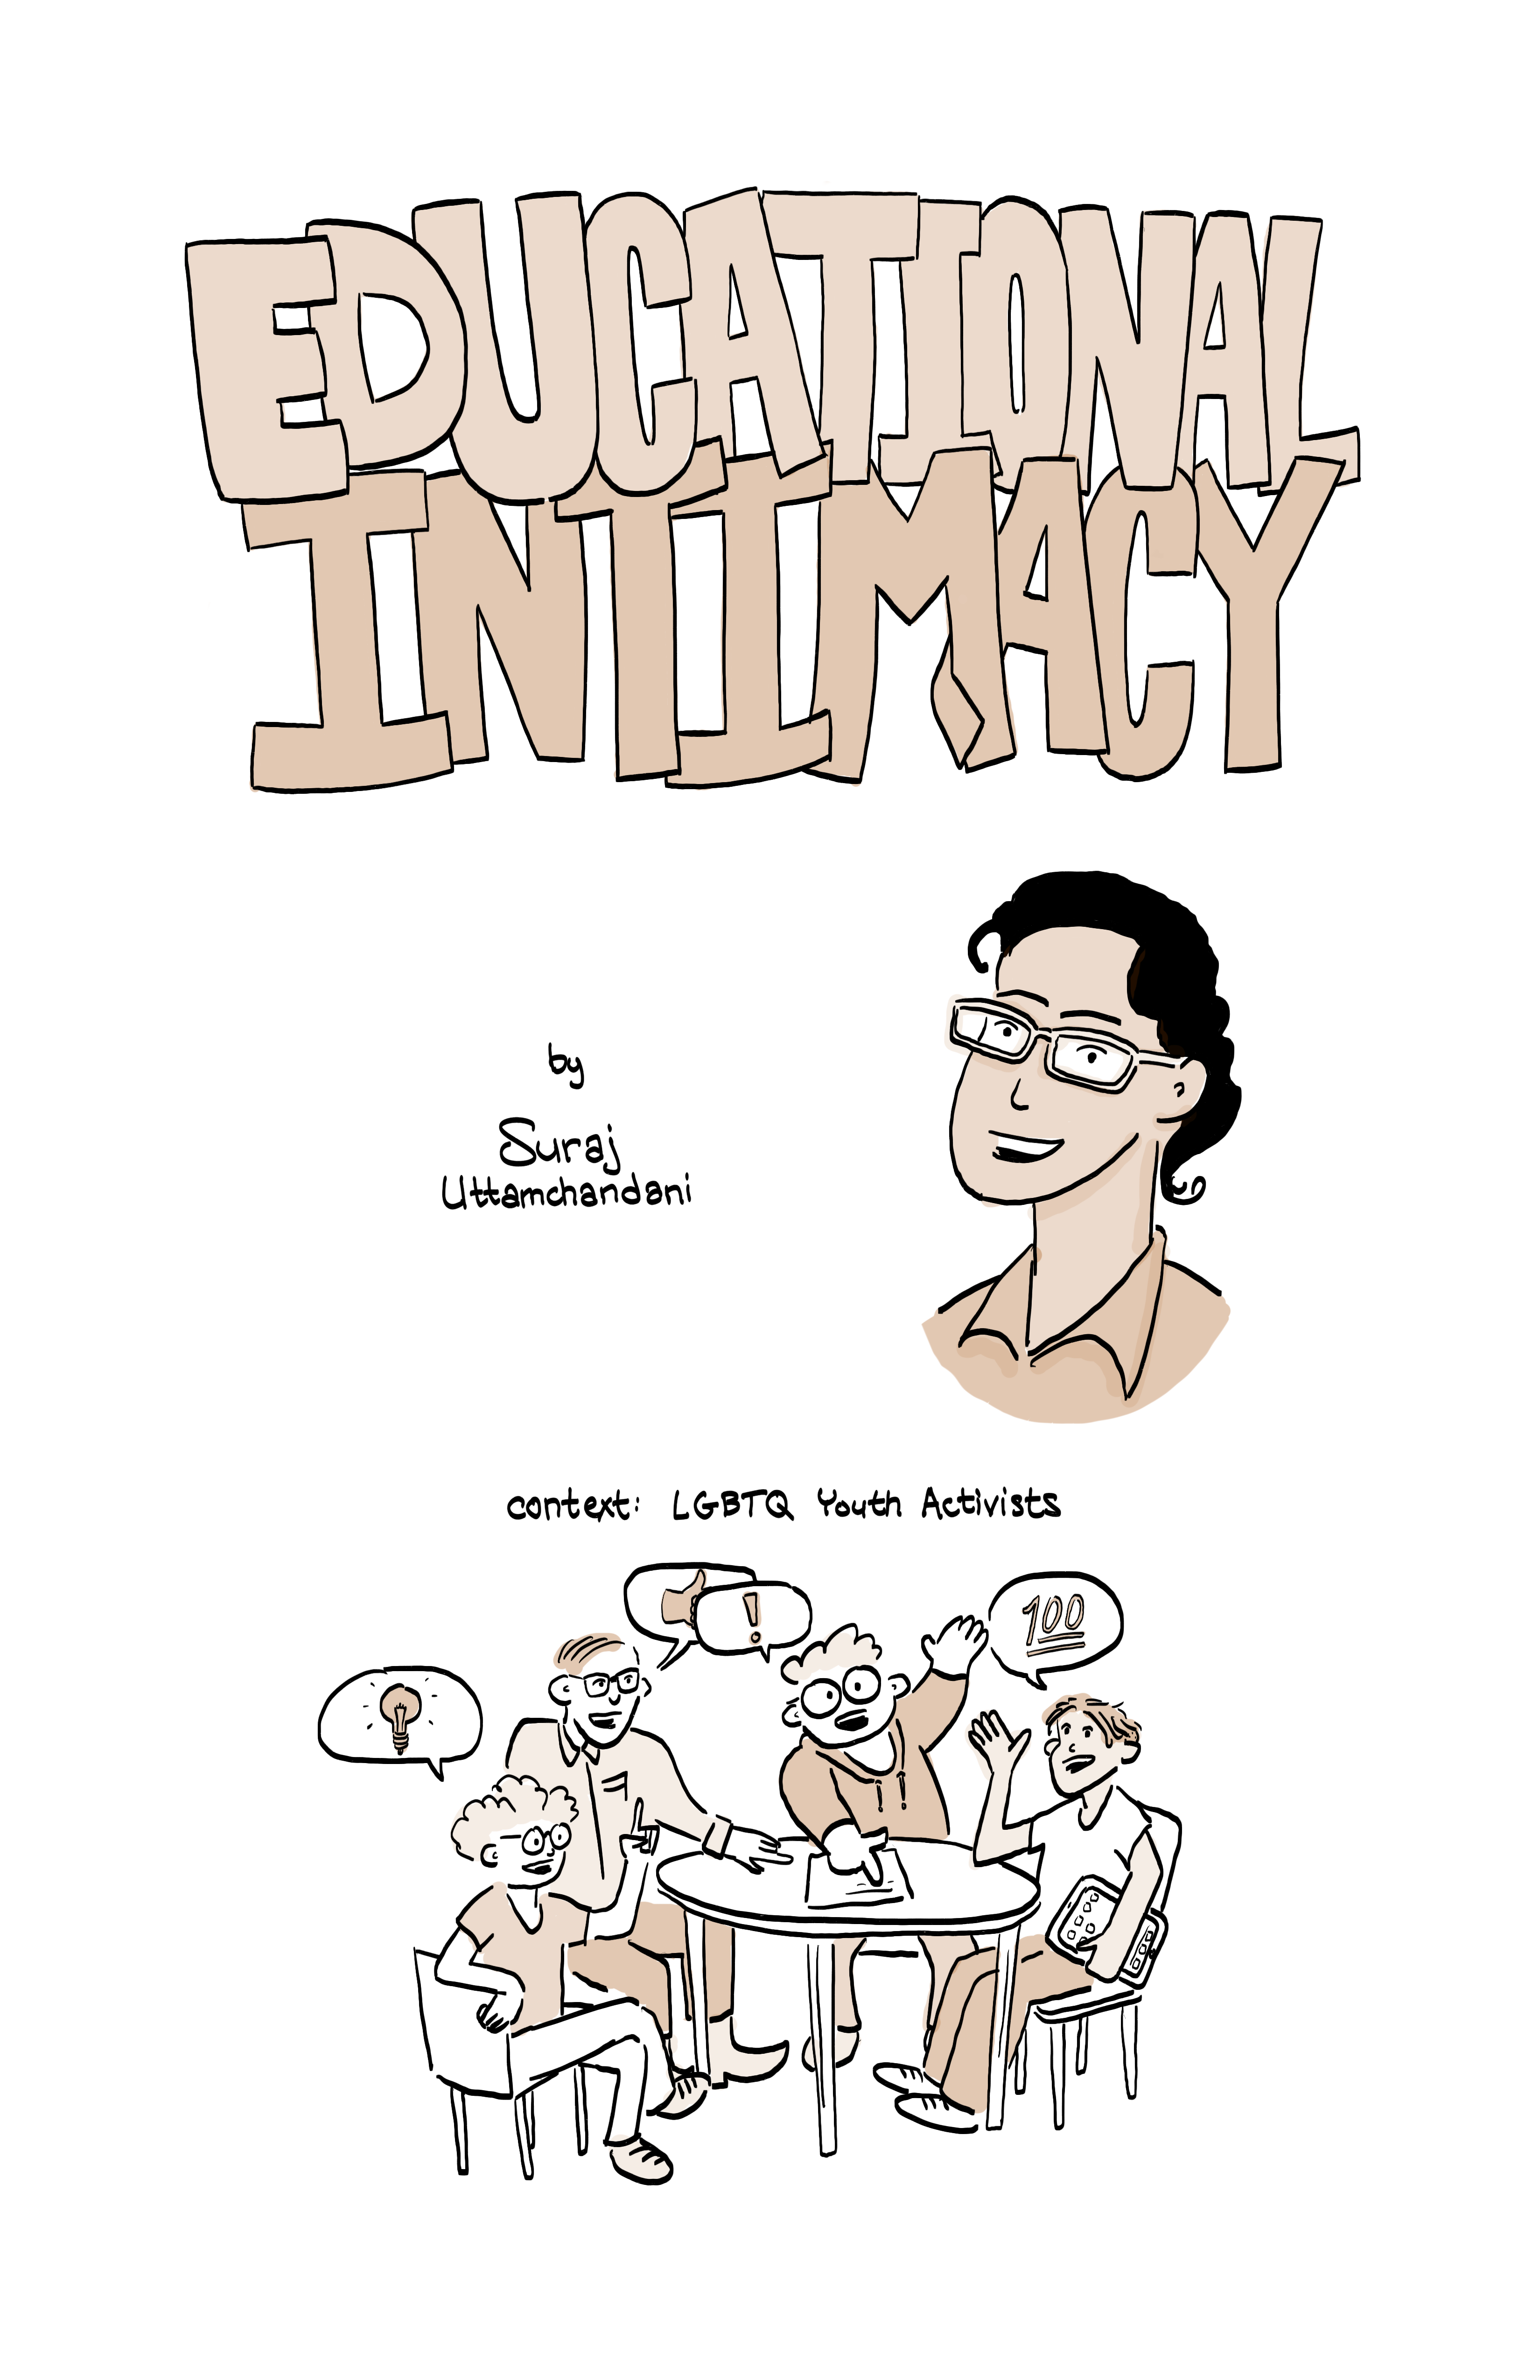 EDUCATIONAL
INTIMACY
by
Suraj
Uttamchandani
context: LGBTQ Youth Activists
!
100